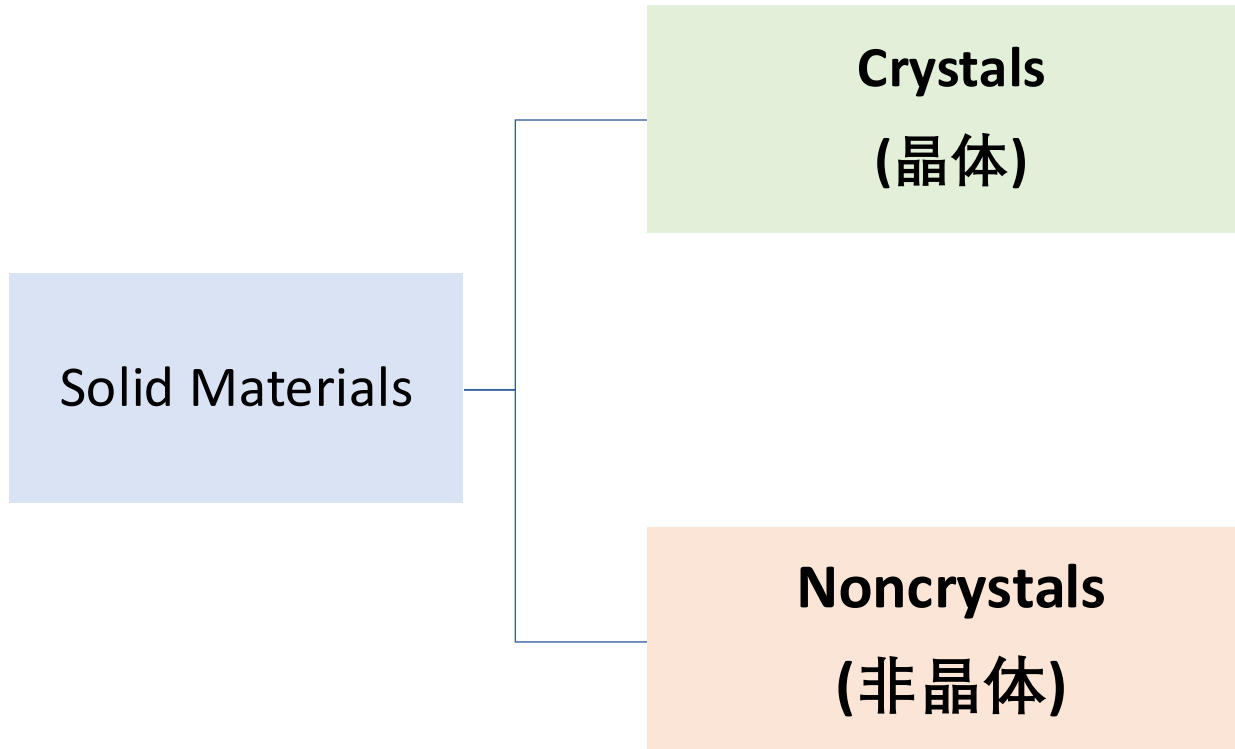 Crystals
(晶体)
Solid Materials
Noncrystals
(非晶体)